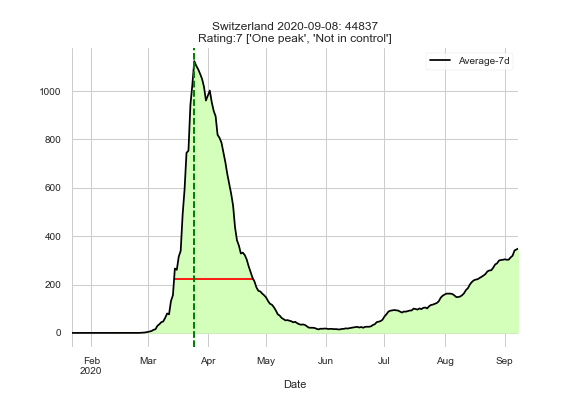 Switzerland 2020-09-08: 44837
Rating:7 ['One peak', 'Not in control']
Average-7d
1000
800
600
400
200
0
Feb Mar Apr May Jun Jul Aug Sep
2020
Date